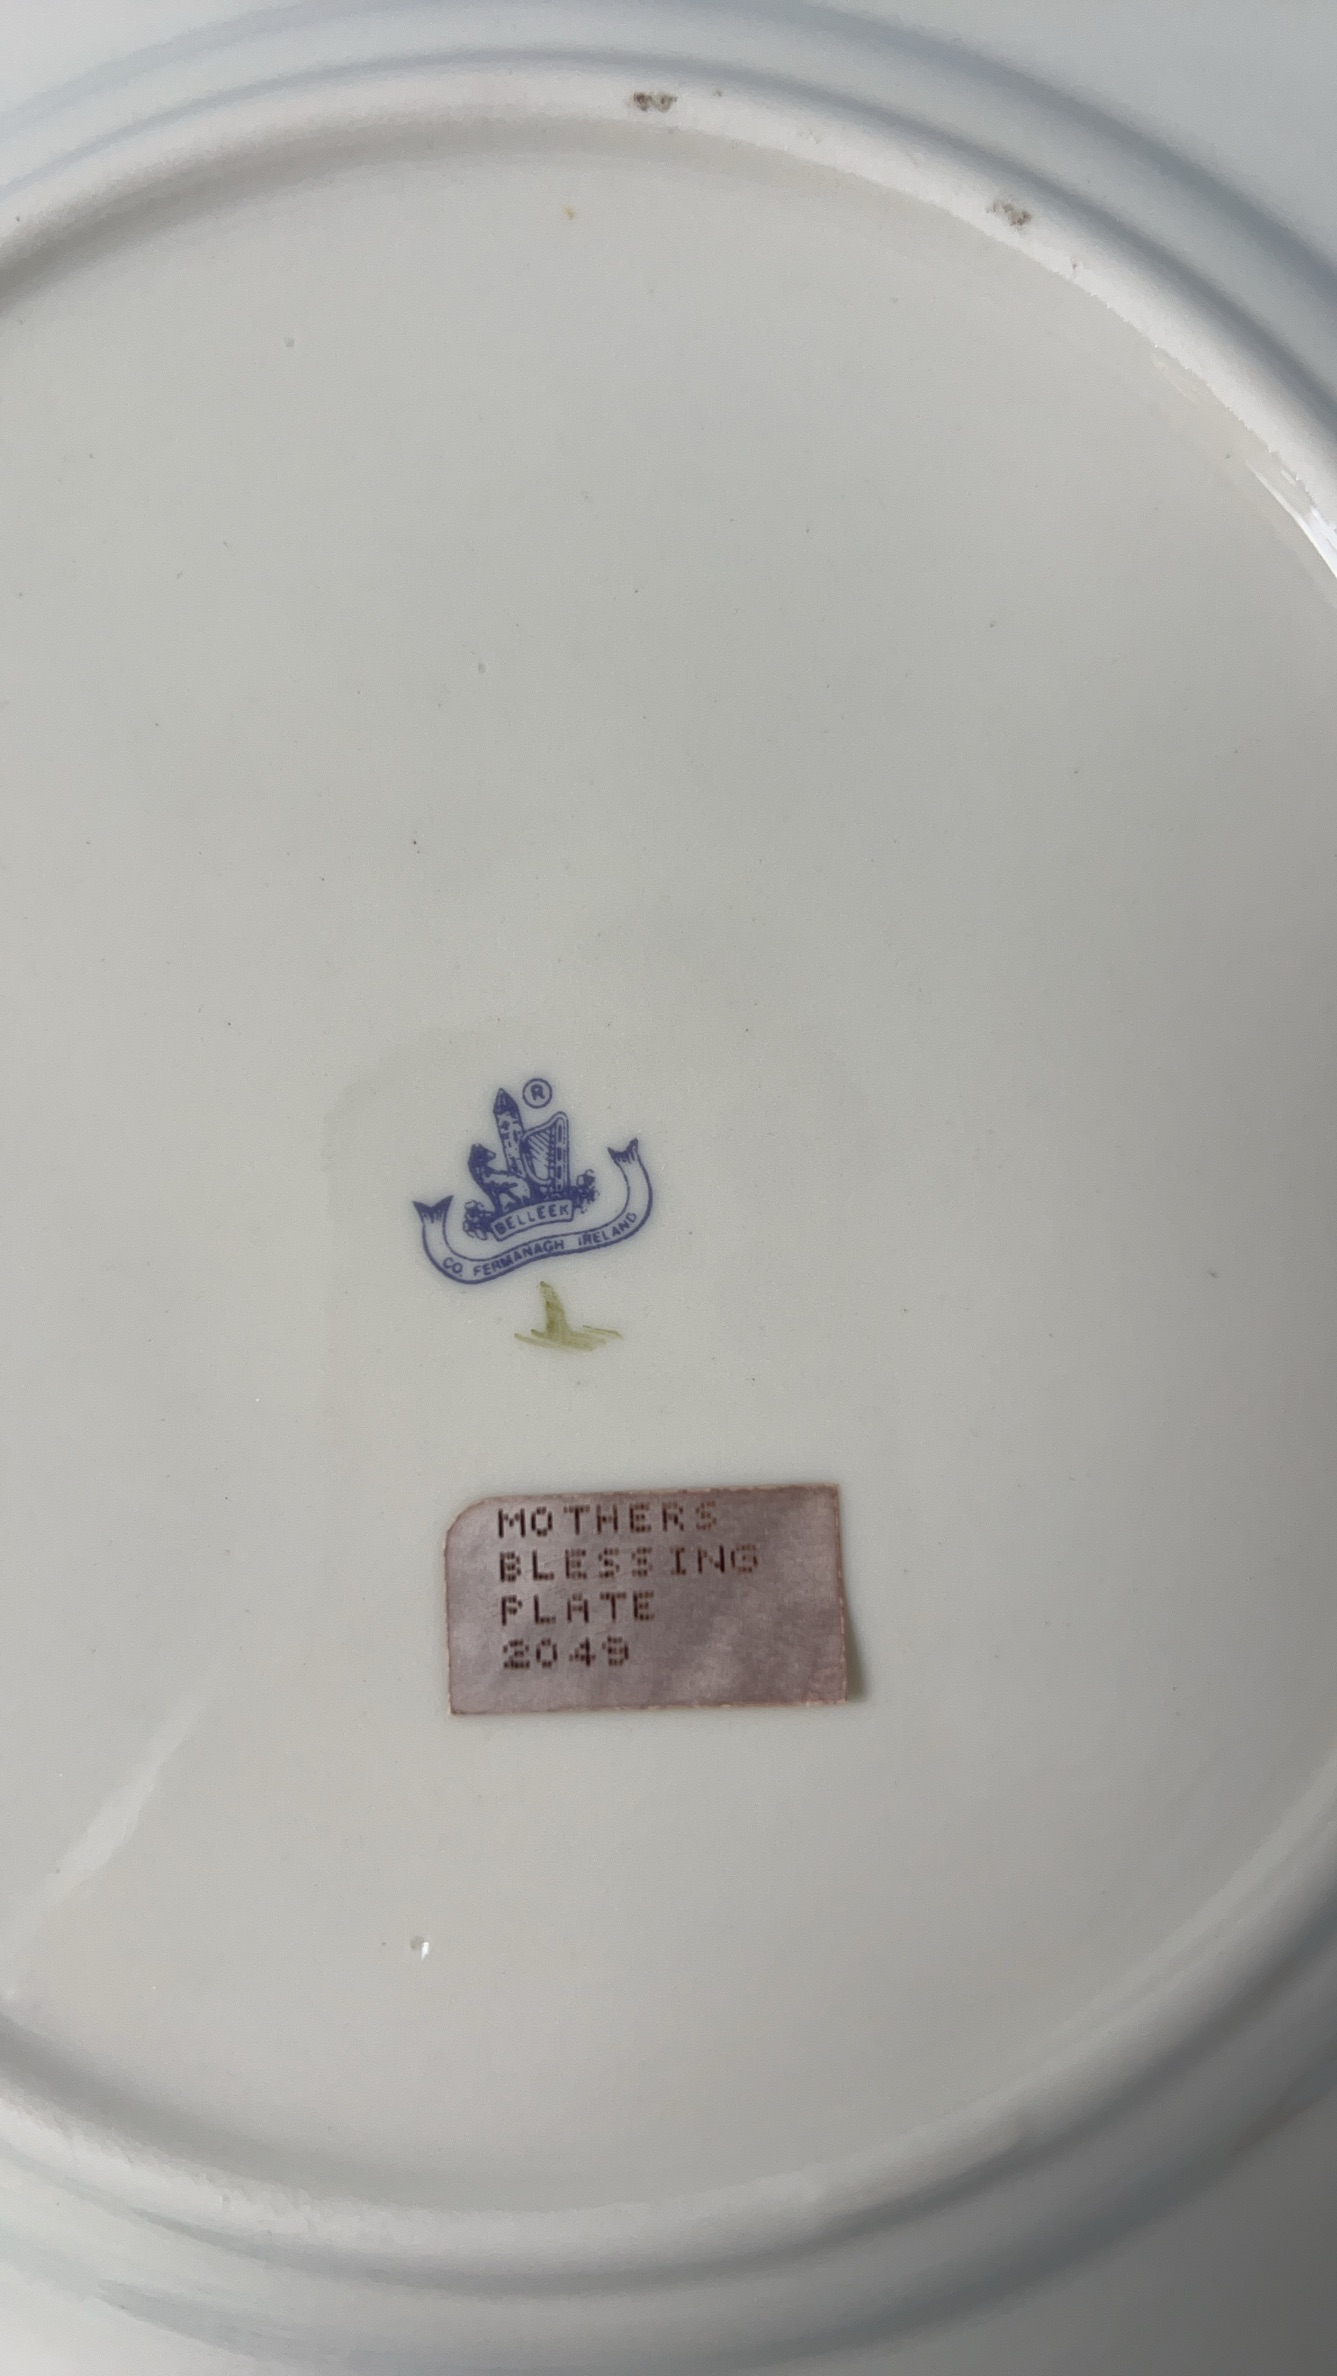 ®
BELLEEK
CO. FERMANAGH IRELAND
MOTHERS
BLESSING
PLATE
2049